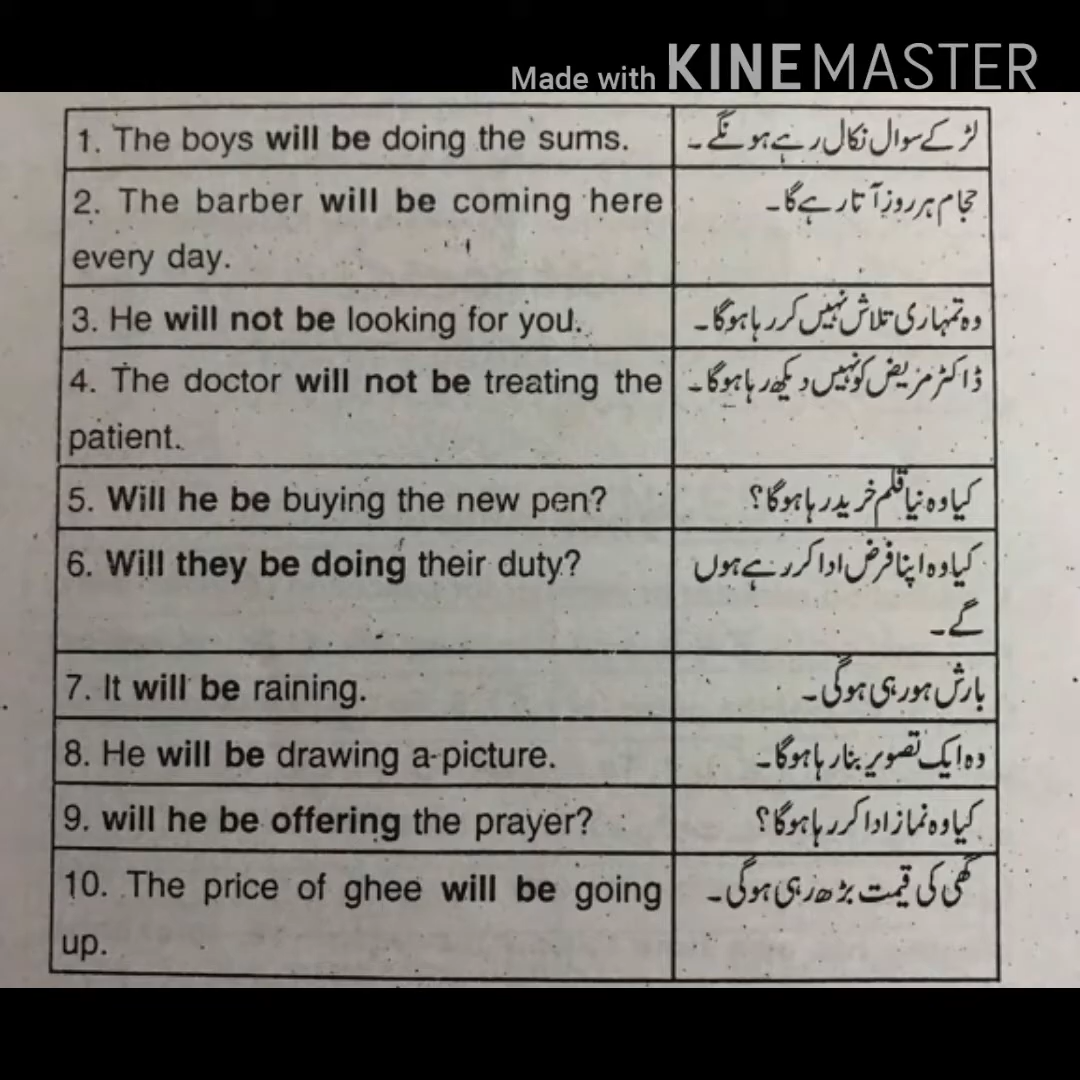 Made with KINEMASTER
1. The boys will be doing the sums.
لڑکے سوال نکال رہے ہونگے۔
2. The barber will be coming here
every day.
حجام ہر روز آتا رہے گا۔
3. He will not be looking for you.
وہ تمہاری تلاش نہیں کر رہا ہوگا۔
4. The doctor will not be treating the
patient.
ڈاکٹر مریض کو نہیں دیکھ رہا ہوگا۔
5. Will he be buying the new pen?
کیا وہ نیا قلم خرید رہا ہوگا؟
6. Will they be doing their duty?
کیا وہ اپنا فرض ادا کر رہے ہوں
گے۔
7. It will be raining.
بارش ہو رہی ہوگی۔
8. He will be drawing a picture.
وہ ایک تصویر بنا رہا ہوگا۔
9. will he be offering the prayer?
کیا وہ نماز ادا کر رہا ہوگا؟
10. The price of ghee will be going
up.
گھی کی قیمت بڑھ رہی ہوگی۔